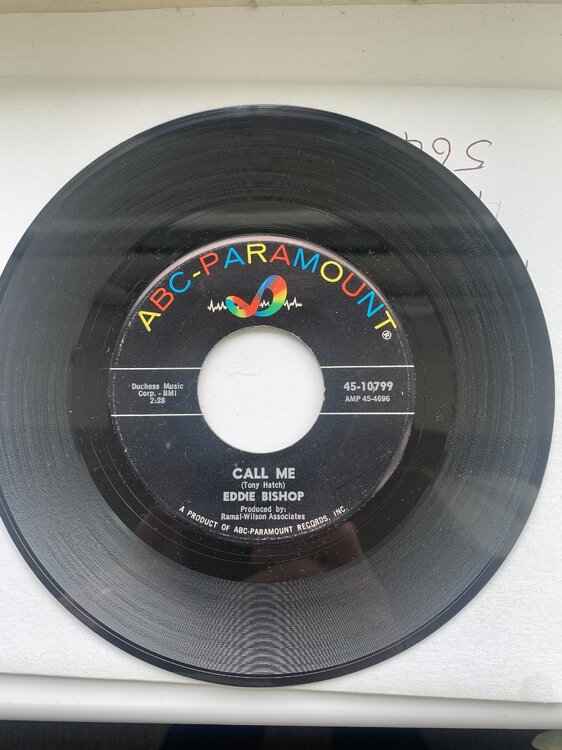 ABC-PARAMOUNT
®
Duchess Music
Corp. - BMI
2:28
45-10799
AMP 45-4696
CALL ME
(Tony Hatch)
EDDIE BISHOP
Produced by:
Ramal-Wilson Associates
A PRODUCT OF ABC-PARAMOUNT RECORDS, INC.